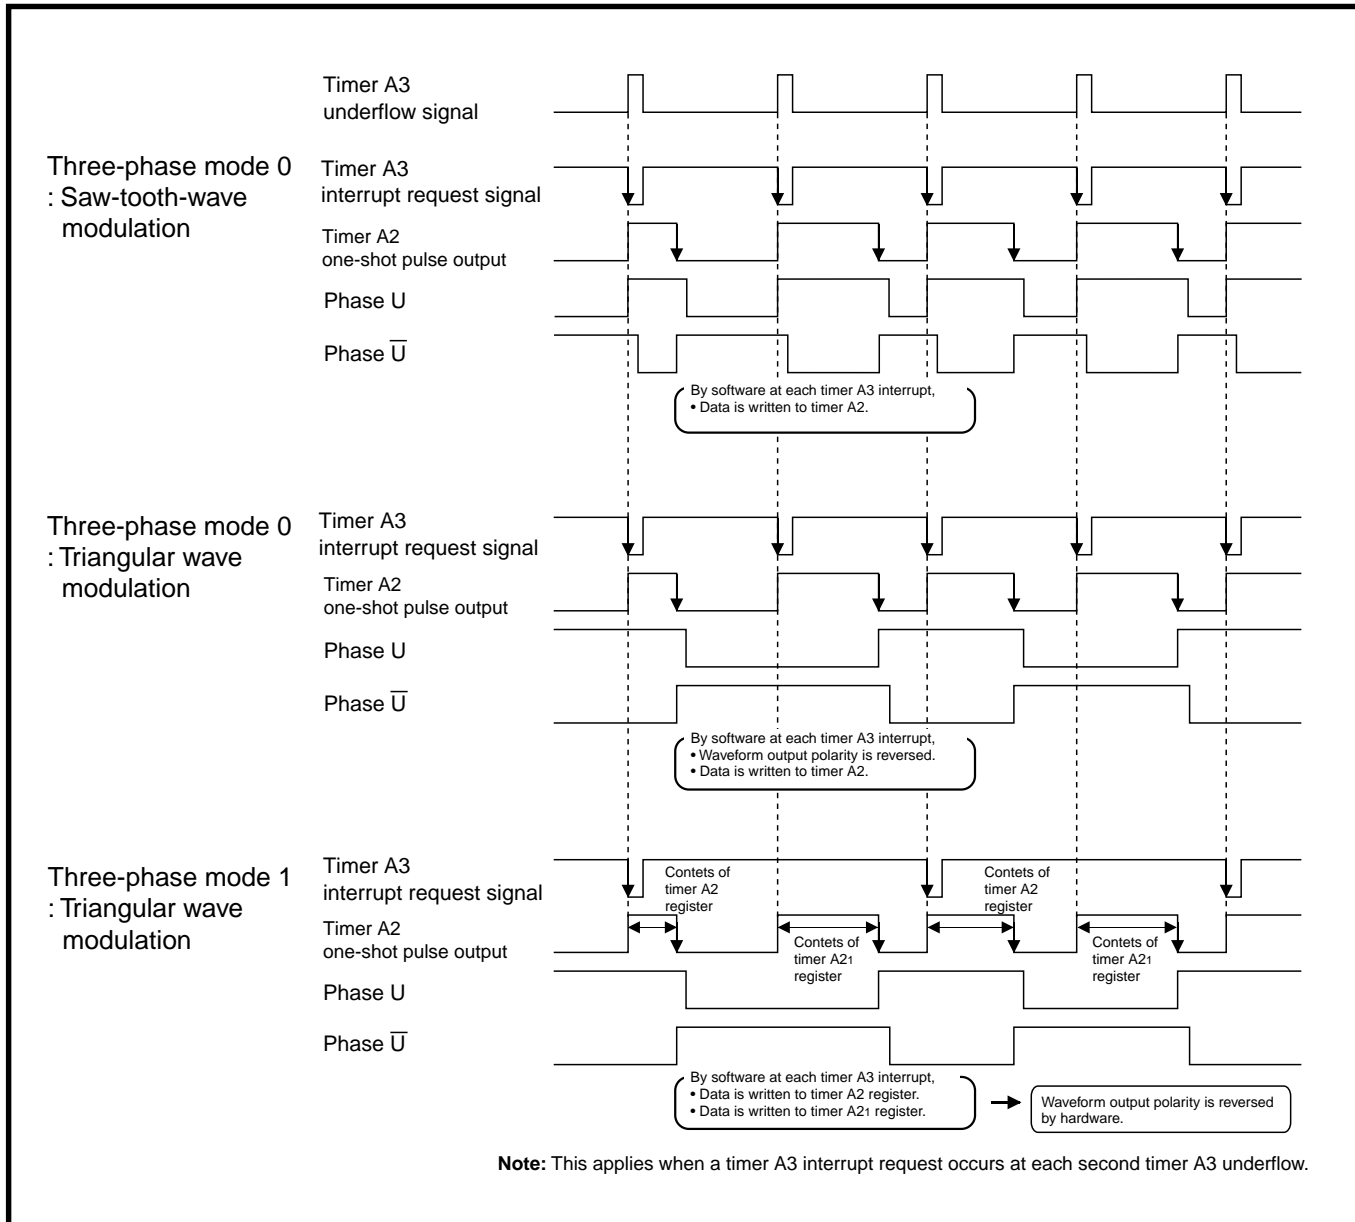 Timer A3
underflow signal
Three-phase mode 0
: Saw-tooth-wave
modulation
Timer A3
interrupt request signal
Timer A2
one-shot pulse output
Phase U
Phase U̅
By software at each timer A3 interrupt,
• Data is written to timer A2.
Three-phase mode 0
: Triangular wave
modulation
Timer A3
interrupt request signal
Timer A2
one-shot pulse output
Phase U
Phase U̅
By software at each timer A3 interrupt,
• Waveform output polarity is reversed.
• Data is written to timer A2.
Three-phase mode 1
: Triangular wave
modulation
Timer A3
interrupt request signal
Contets of
timer A2
register
Contets of
timer A2
register
Timer A2
one-shot pulse output
Contets of
timer A21
register
Contets of
timer A21
register
Phase U
Phase U̅
By software at each timer A3 interrupt,
• Data is written to timer A2 register.
• Data is written to timer A21 register.
Waveform output polarity is reversed
by hardware.
Note: This applies when a timer A3 interrupt request occurs at each second timer A3 underflow.